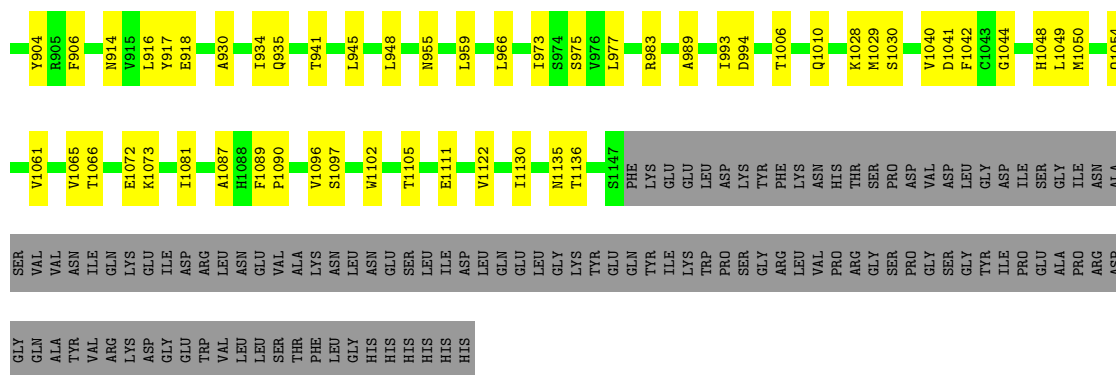 Y904 R905 F906 N914 V915 L916 Y917 E918 A930 I934 Q935 T941 L945 L948 N955 L959 L966 I973 S974 S975 V976 L977 R983 A989 I993 D994 T1006 Q1010 K1028 M1029 S1030 V1040 D1041 F1042 C1043 G1044 H1048 L1049 M1050 Q1054
V1061 V1065 T1066 E1072 K1073 I1081 A1087 H1088 F1089 P1090 V1096 S1097 W1102 T1105 E1111 V1122 I1130 N1135 T1136 S1147 PHE LYS GLU GLU LEU ASP LYS TYR PHE LYS ASN HIS THR SER PRO ASP VAL ASP LEU GLY ASP ILE SER GLY ILE ASN ALA
SER VAL VAL ASN ILE GLN LYS GLU ILE ASP ARG LEU ASN GLU VAL ALA LYS ASN LEU ASN GLU SER LEU ILE ASP LEU GLN GLU LEU GLY LYS TYR GLU GLN TYR ILE LYS TRP PRO SER GLY ARG LEU VAL PRO ARG GLY SER PRO GLY SER GLY TYR ILE PRO GLU ALA PRO ARG ASP
GLY GLN ALA TYR VAL ARG LYS ASP GLY GLU TRP VAL LEU LEU SER THR PHE LEU GLY HIS HIS HIS HIS HIS HIS